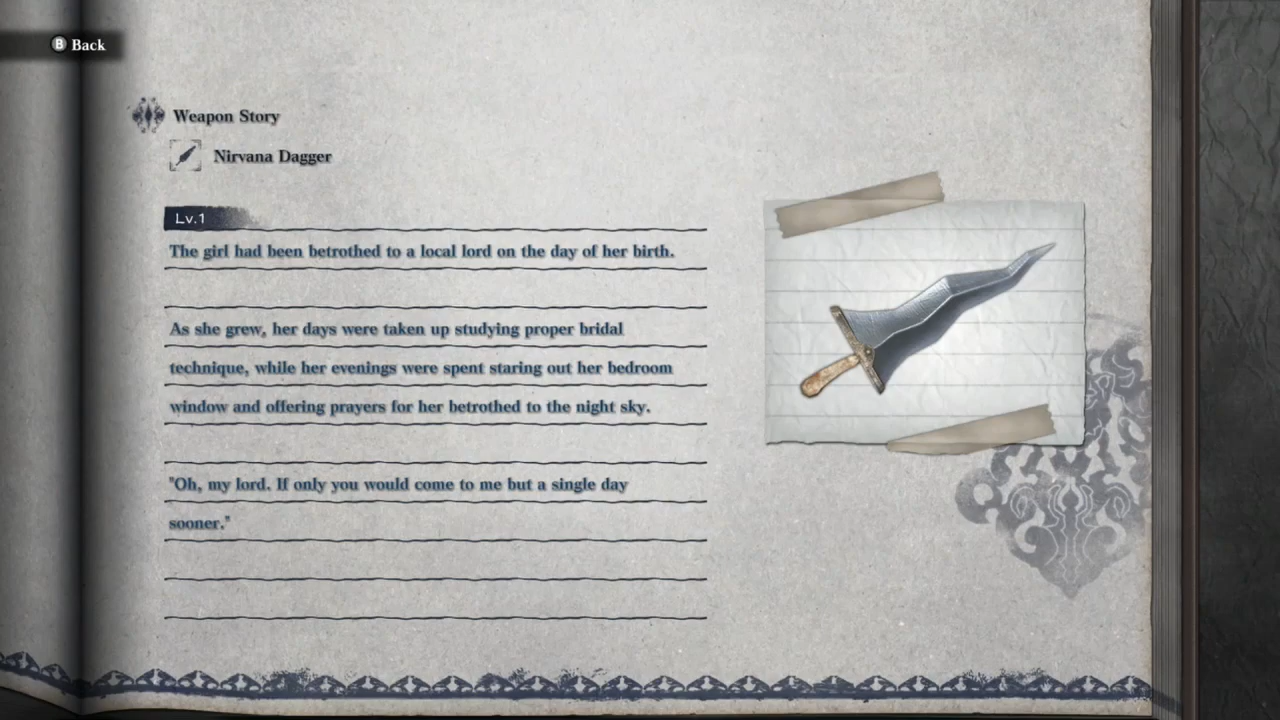 B Back
Weapon Story
Nirvana Dagger
Lv.1
The girl had been betrothed to a local lord on the day of her birth.
As she grew, her days were taken up studying proper bridal
technique, while her evenings were spent staring out her bedroom
window and offering prayers for her betrothed to the night sky.
"Oh, my lord. If only you would come to me but a single day
sooner."